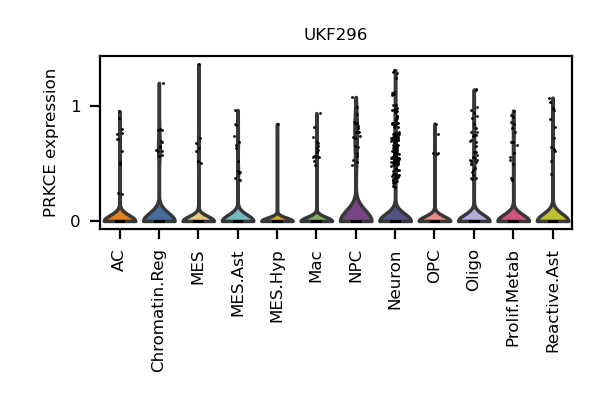 UKF296
PRKCE expression
1
0
AC
Chromatin.Reg
MES
MES.Ast
MES.Hyp
Mac
NPC
Neuron
OPC
Oligo
Prolif.Metab
Reactive.Ast